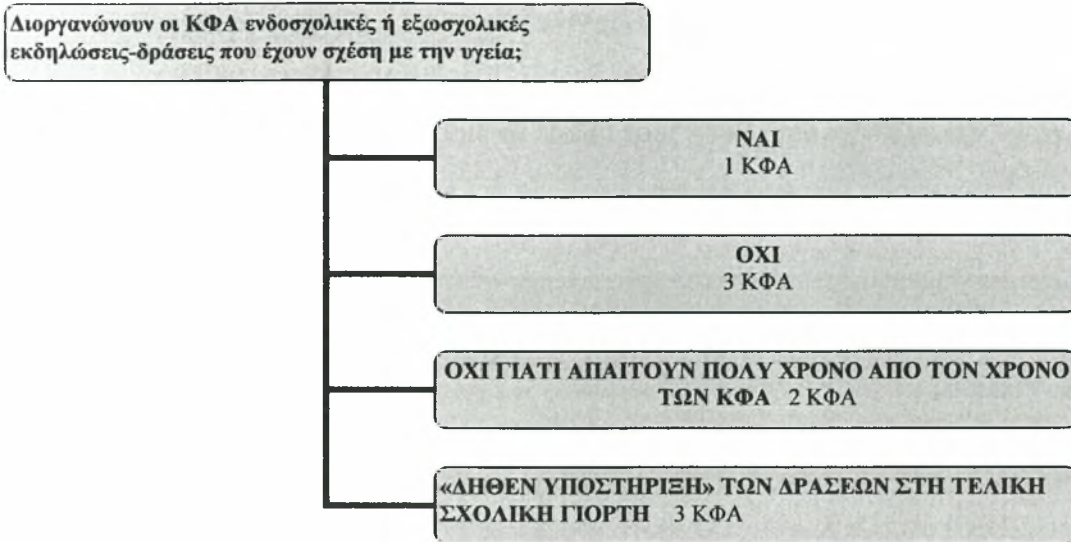 Διοργανώνουν οι ΚΦΑ ενδοσχολικές ή εξωσχολικές
εκδηλώσεις-δράσεις που έχουν σχέση με την υγεία;
ΝΑΙ
1 ΚΦΑ
ΟΧΙ
3 ΚΦΑ
ΟΧΙ ΓΙΑΤΙ ΑΠΑΙΤΟΥΝ ΠΟΛΥ ΧΡΟΝΟ ΑΠΟ ΤΟΝ ΧΡΟΝΟ
ΤΩΝ ΚΦΑ 2 ΚΦΑ
«ΔΗΘΕΝ ΥΠΟΣΤΗΡΙΞΗ» ΤΩΝ ΔΡΑΣΕΩΝ ΣΤΗ ΤΕΛΙΚΗ
ΣΧΟΛΙΚΗ ΓΙΟΡΤΗ 3 ΚΦΑ